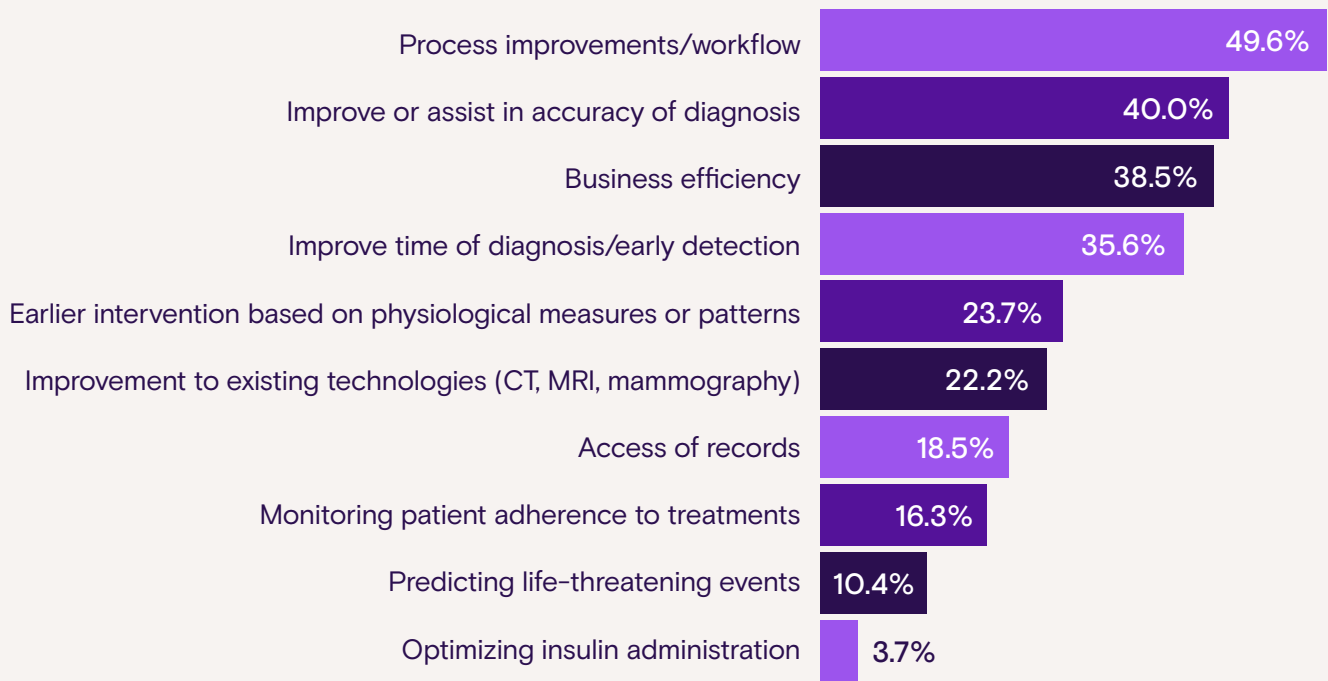 Process improvements/workflow 49.6%
Improve or assist in accuracy of diagnosis 40.0%
Business efficiency 38.5%
Improve time of diagnosis/early detection 35.6%
Earlier intervention based on physiological measures or patterns 23.7%
Improvement to existing technologies (CT, MRI, mammography) 22.2%
Access of records 18.5%
Monitoring patient adherence to treatments 16.3%
Predicting life-threatening events 10.4%
Optimizing insulin administration 3.7%